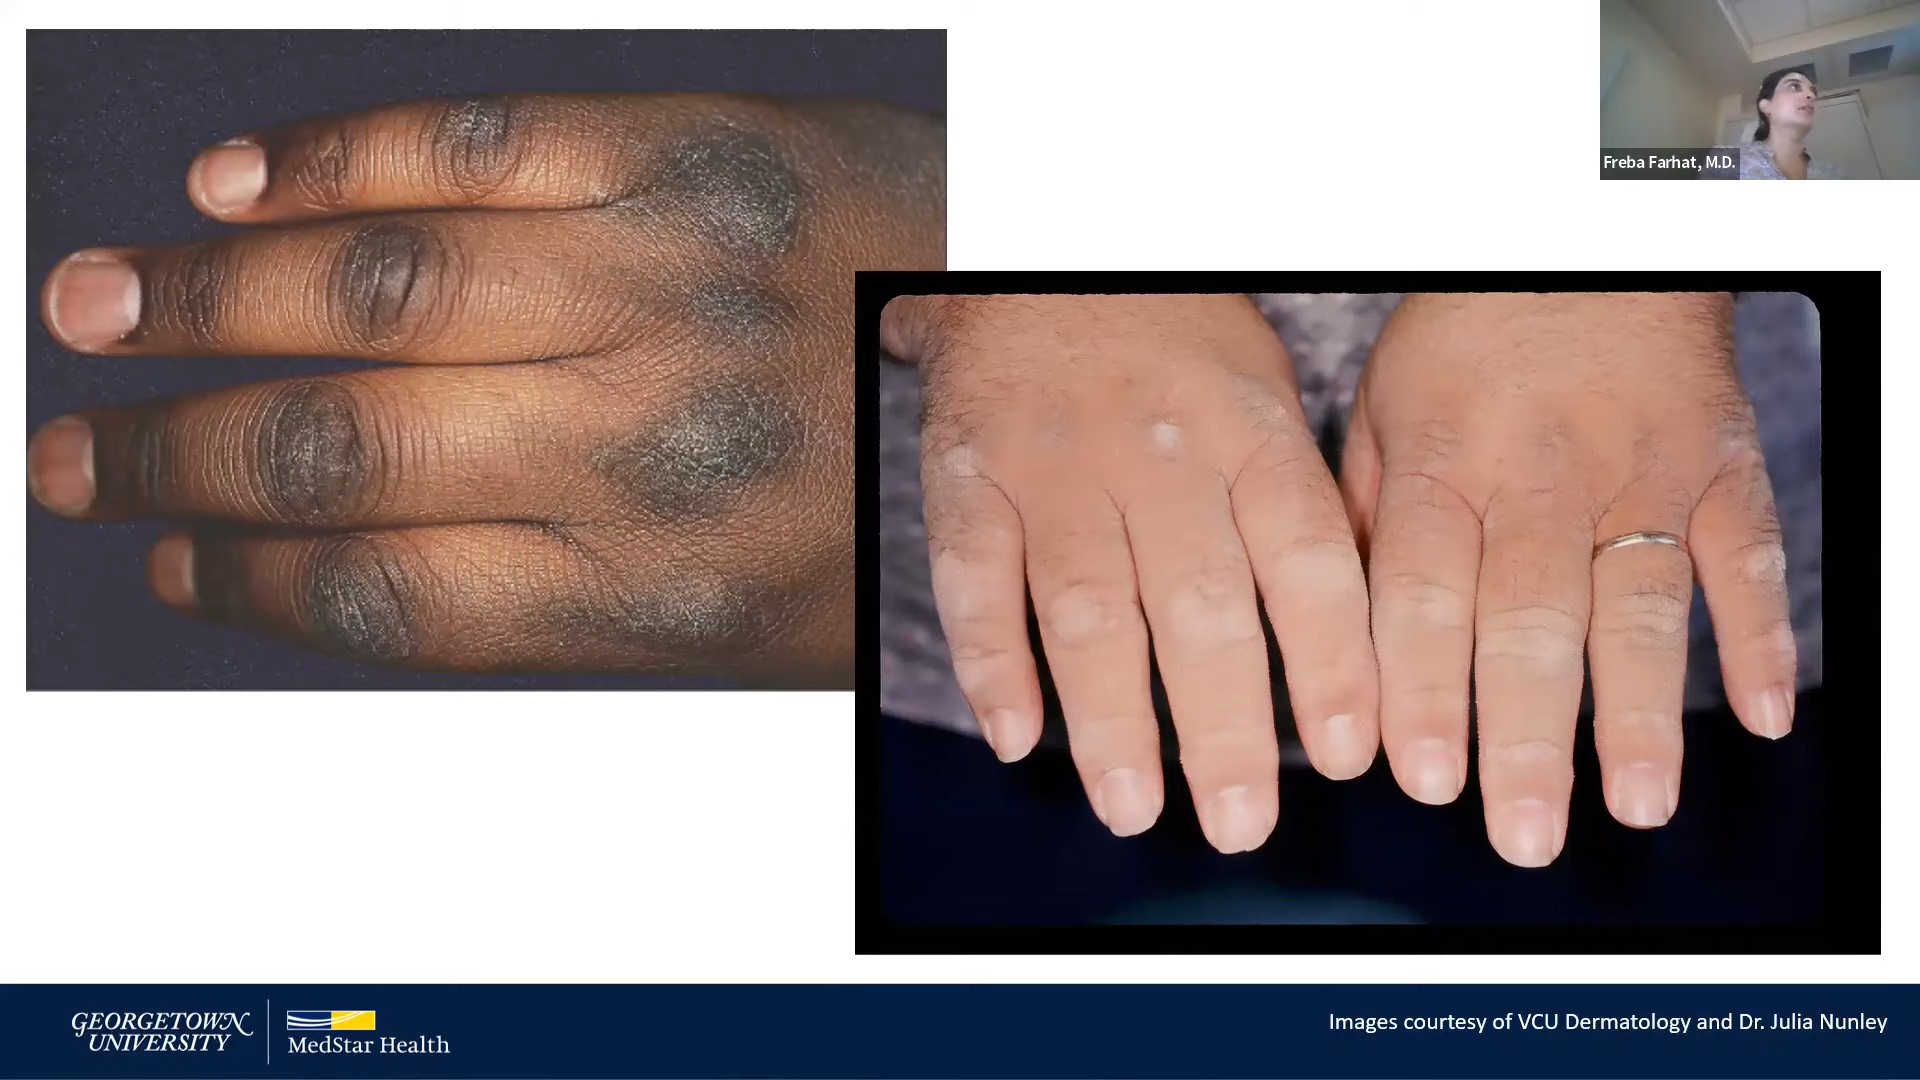 Freba Farhat, M.D.
GEORGETOWN
UNIVERSITY
MedStar Health
Images courtesy of VCU Dermatology and Dr. Julia Nunley